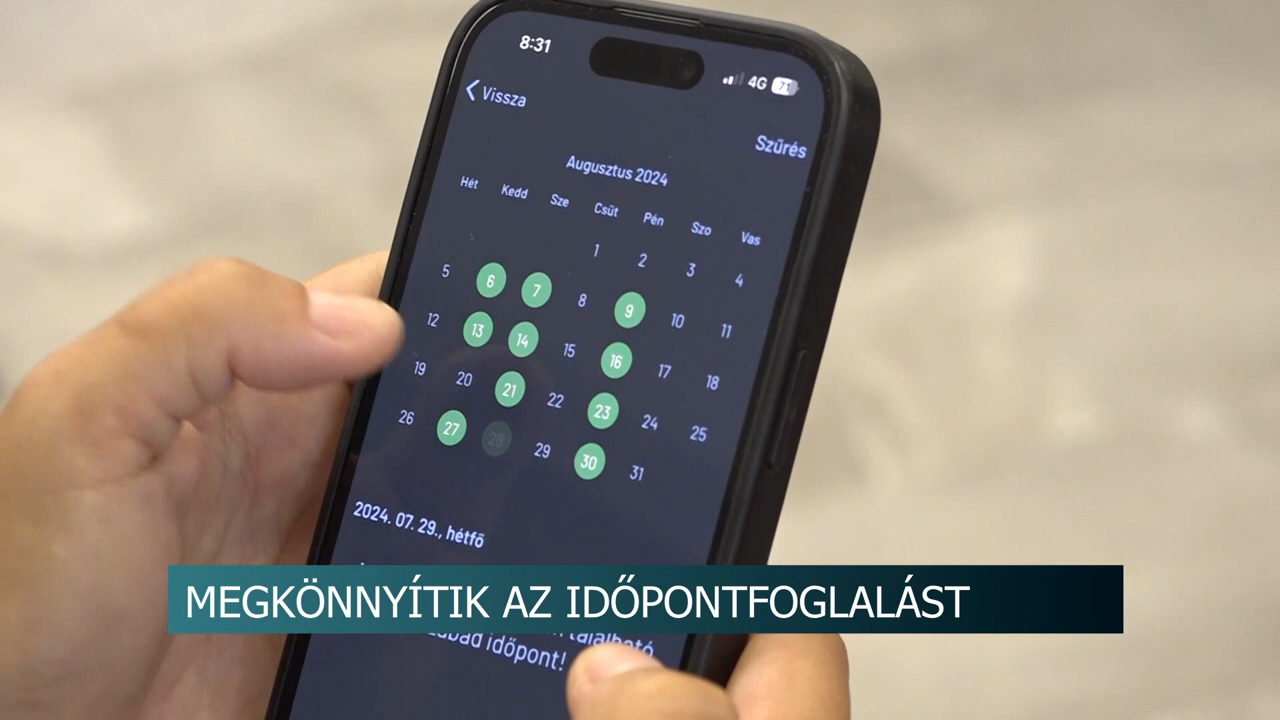 8:31
4G 71
Vissza
Szűrés
Augusztus 2024
Hét Kedd Sze Csüt Pén Szo Vas
1 2 3 4
5 6 7 8 9 10 11
12 13 14 15 16 17 18
19 20 21 22 23 24 25
26 27 28 29 30 31
2024. 07. 29., hétfő
MEGKÖNNYÍTIK AZ IDŐPONTFOGLALÁST
található
időpont!